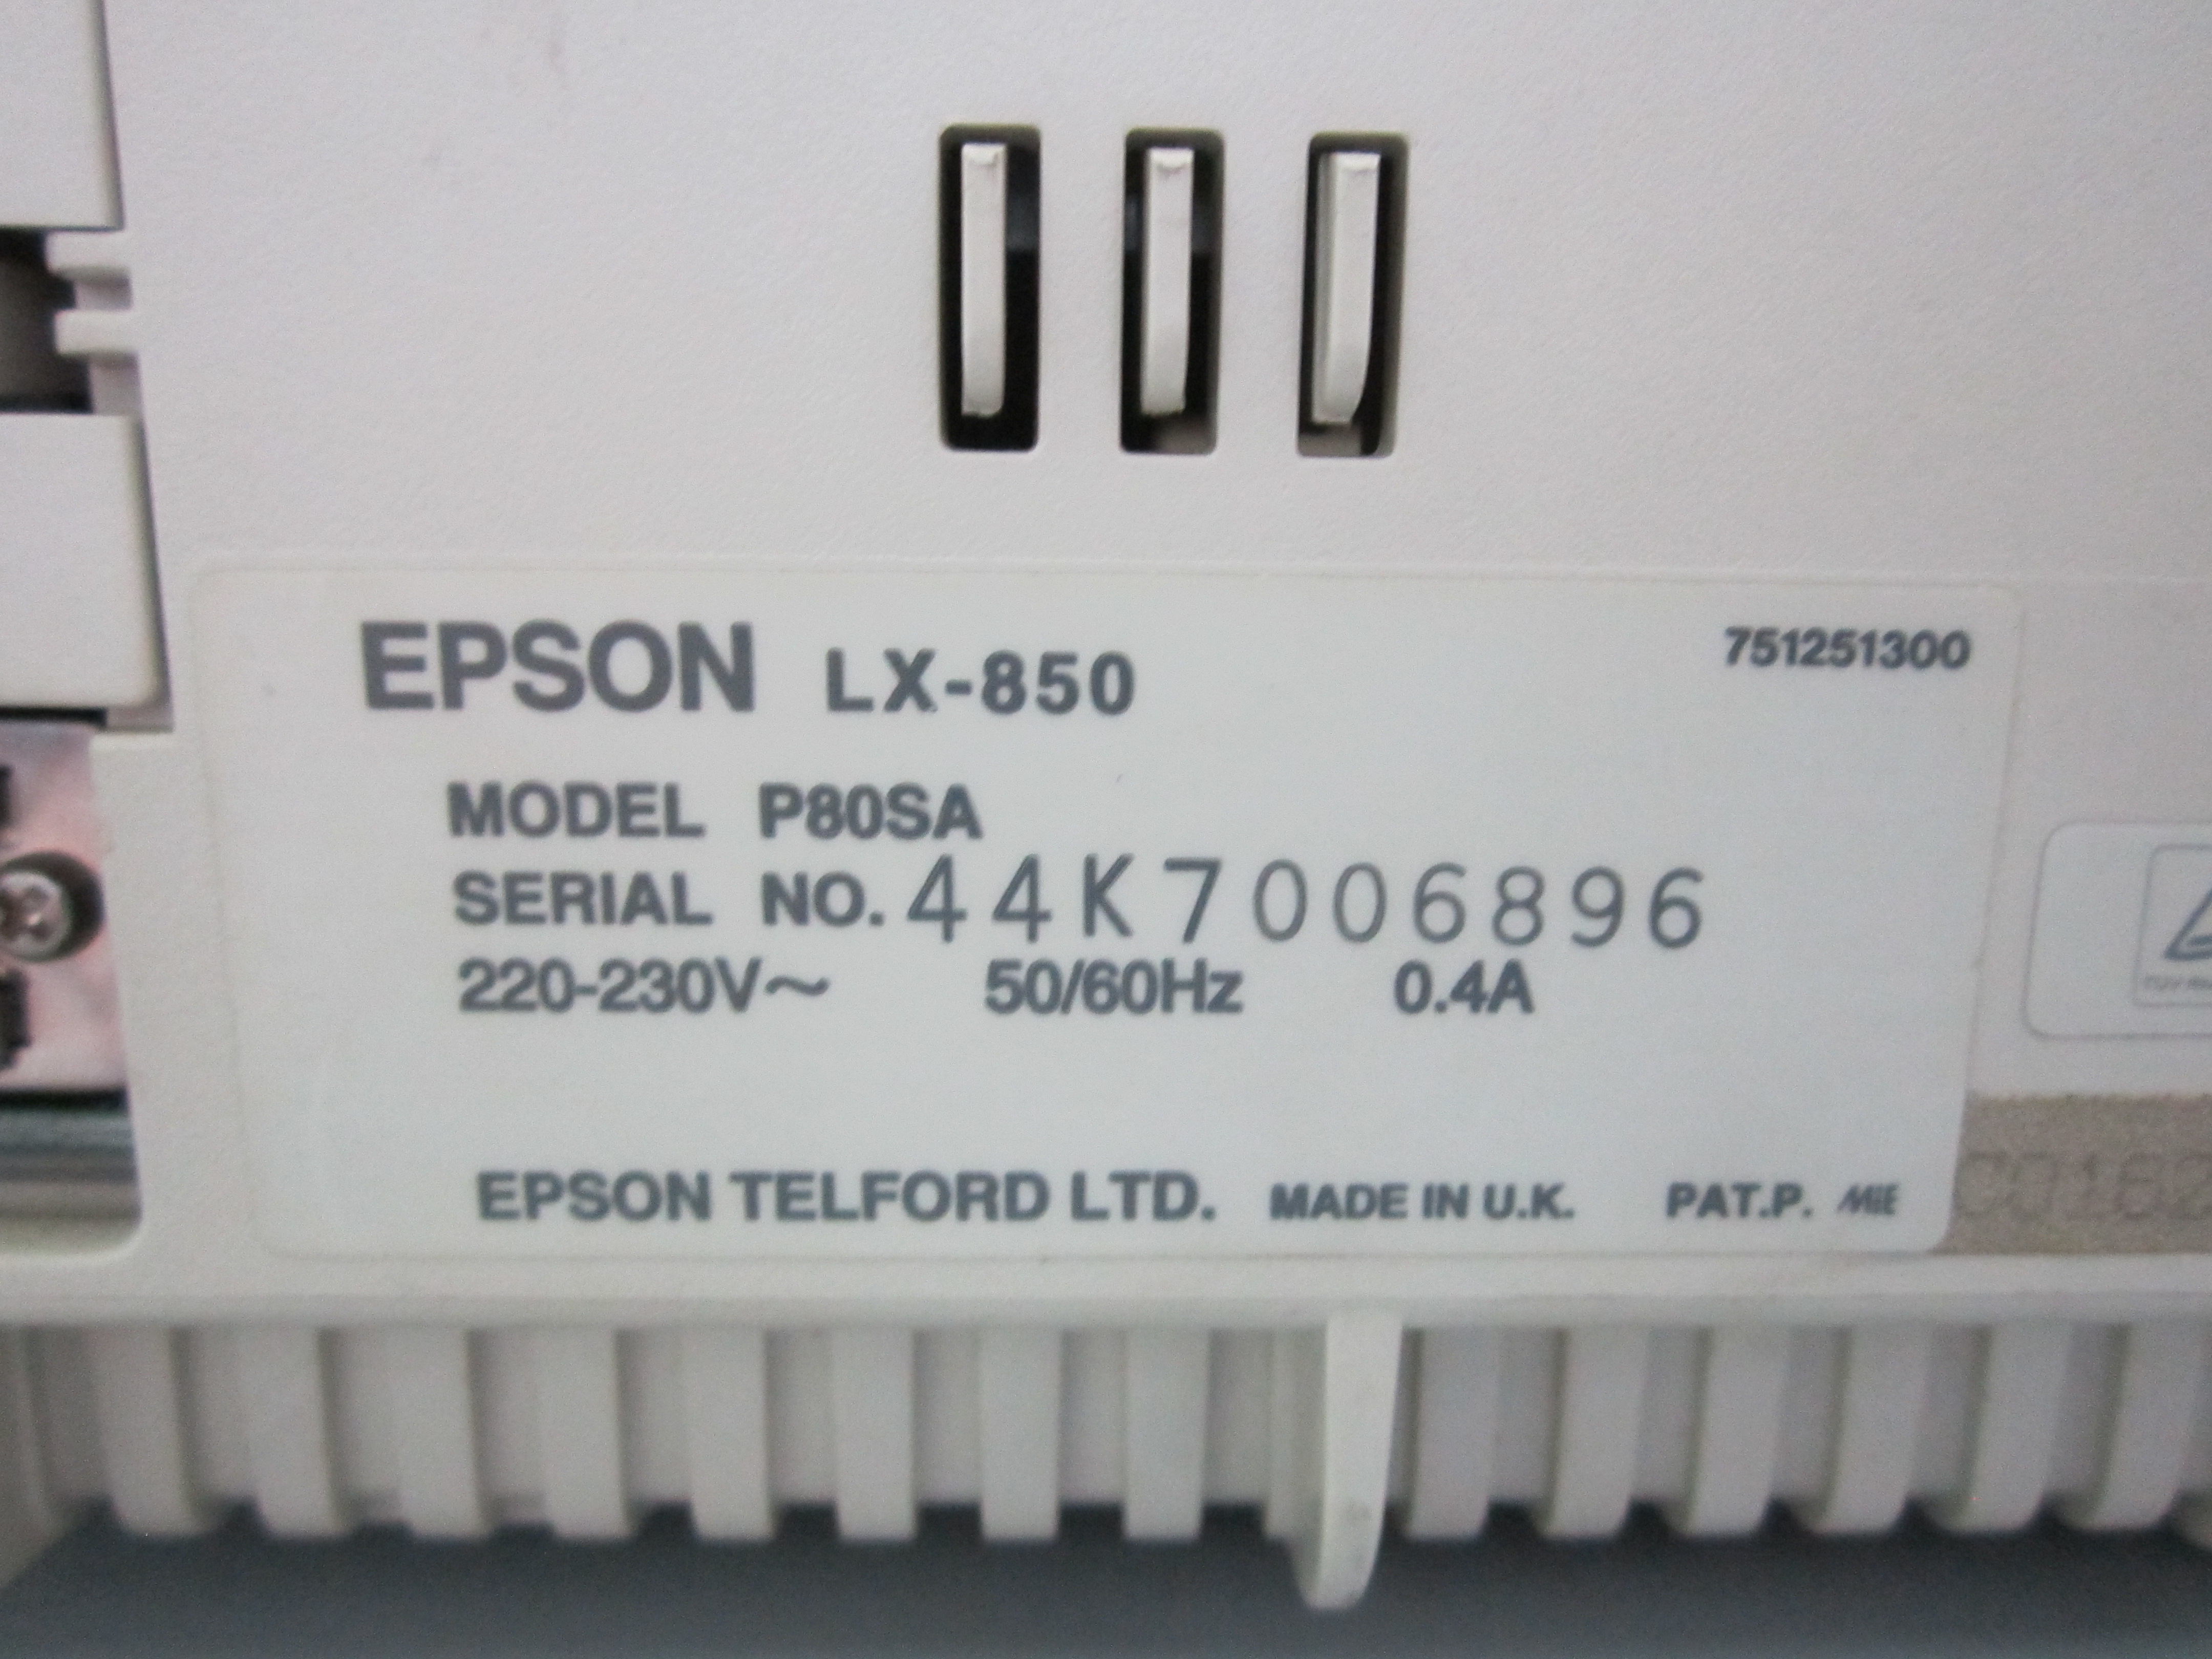 EPSON LX-850 751251300
MODEL P80SA
SERIAL NO. 44K7006896
220-230V~ 50/60Hz 0.4A
EPSON TELFORD LTD. MADE IN U.K. PAT.P. MIE